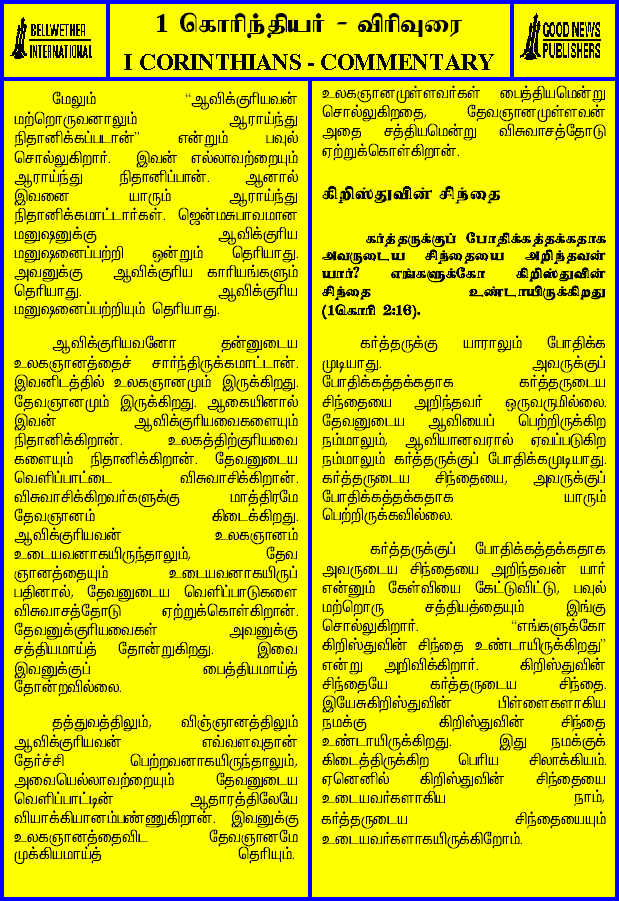 BELLWETHER
INTERNATIONAL
1 கொரிந்தியர் - விரிவுரை
I CORINTHIANS - COMMENTARY
GOOD NEWS
PUBLISHERS
மேலும் “ஆவிக்குரியவன்
மற்றொருவனாலும் ஆராய்ந்து
நிதானிக்கப்படான்” என்றும் பவுல்
சொல்லுகிறார். இவன் எல்லாவற்றையும்
ஆராய்ந்து நிதானிப்பான். ஆனால்
இவனை யாரும் ஆராய்ந்து
நிதானிக்கமாட்டார்கள். ஜென்மசுபாவமான
மனுஷனுக்கு ஆவிக்குரிய
மனுஷனைப்பற்றி ஒன்றும் தெரியாது.
அவனுக்கு ஆவிக்குரிய காரியங்களும்
தெரியாது. ஆவிக்குரிய
மனுஷனைப்பற்றியும் தெரியாது.
ஆவிக்குரியவனோ தன்னுடைய
உலகஞானத்தைச் சார்ந்திருக்கமாட்டான்.
இவனிடத்தில் உலகஞானமும் இருக்கிறது.
தேவஞானமும் இருக்கிறது. ஆகையினால்
இவன் ஆவிக்குரியவைகளையும்
நிதானிக்கிறான். உலகத்திற்குரியவை
களையும் நிதானிக்கிறான். தேவனுடைய
வெளிப்பாட்டை விசுவாசிக்கிறான்.
விசுவாசிக்கிறவர்களுக்கு மாத்திரமே
தேவஞானம் கிடைக்கிறது.
ஆவிக்குரியவன் உலகஞானம்
உடையவனாகயிருந்தாலும், தேவ
ஞானத்தையும் உடையவனாகயிருப்
பதினால், தேவனுடைய வெளிப்பாடுகளை
விசுவாசத்தோடு ஏற்றுக்கொள்கிறான்.
தேவனுக்குரியவைகள் அவனுக்கு
சத்தியமாய்த் தோன்றுகிறது. இவை
இவனுக்குப் பைத்தியமாய்த்
தோன்றவில்லை.
தத்துவத்திலும், விஞ்ஞானத்திலும்
ஆவிக்குரியவன் எவ்வளவுதான்
தேர்ச்சி பெற்றவனாகயிருந்தாலும்,
அவையெல்லாவற்றையும் தேவனுடைய
வெளிப்பாட்டின் ஆதாரத்திலேயே
வியாக்கியானம்பண்ணுகிறான். இவனுக்கு
உலகஞானத்தைவிட தேவஞானமே
முக்கியமாய்த் தெரியும்.
உலகஞானமுள்ளவர்கள் பைத்தியமென்று
சொல்லுகிறதை, தேவஞானமுள்ளவன்
அதை சத்தியமென்று விசுவாசத்தோடு
ஏற்றுக்கொள்கிறான்.
கிறிஸ்துவின் சிந்தை
கர்த்தருக்குப் போதிக்கத்தக்கதாக
அவருடைய சிந்தையை அறிந்தவன்
யார்? எங்களுக்கோ கிறிஸ்துவின்
சிந்தை உண்டாயிருக்கிறது
(1கொரி 2:16).
கர்த்தருக்கு யாராலும் போதிக்க
முடியாது. அவருக்குப்
போதிக்கத்தக்கதாக கர்த்தருடைய
சிந்தையை அறிந்தவர் ஒருவருமில்லை.
தேவனுடைய ஆவியைப் பெற்றிருக்கிற
நம்மாலும், ஆவியானவரால் ஏவப்படுகிற
நம்மாலும் கர்த்தருக்குப் போதிக்கமுடியாது.
கர்த்தருடைய சிந்தையை, அவருக்குப்
போதிக்கத்தக்கதாக யாரும்
பெற்றிருக்கவில்லை.
கர்த்தருக்குப் போதிக்கத்தக்கதாக
அவருடைய சிந்தையை அறிந்தவன் யார்
என்னும் கேள்வியை கேட்டுவிட்டு, பவுல்
மற்றொரு சத்தியத்தையும் இங்கு
சொல்லுகிறார். “எங்களுக்கோ
கிறிஸ்துவின் சிந்தை உண்டாயிருக்கிறது”
என்று அறிவிக்கிறார். கிறிஸ்துவின்
சிந்தையே கர்த்தருடைய சிந்தை.
இயேசுகிறிஸ்துவின் பிள்ளைகளாகிய
நமக்கு கிறிஸ்துவின் சிந்தை
உண்டாயிருக்கிறது. இது நமக்குக்
கிடைத்திருக்கிற பெரிய சிலாக்கியம்.
ஏனெனில் கிறிஸ்துவின் சிந்தையை
உடையவர்களாகிய நாம்,
கர்த்தருடைய சிந்தையையும்
உடையவர்களாகயிருக்கிறோம்.